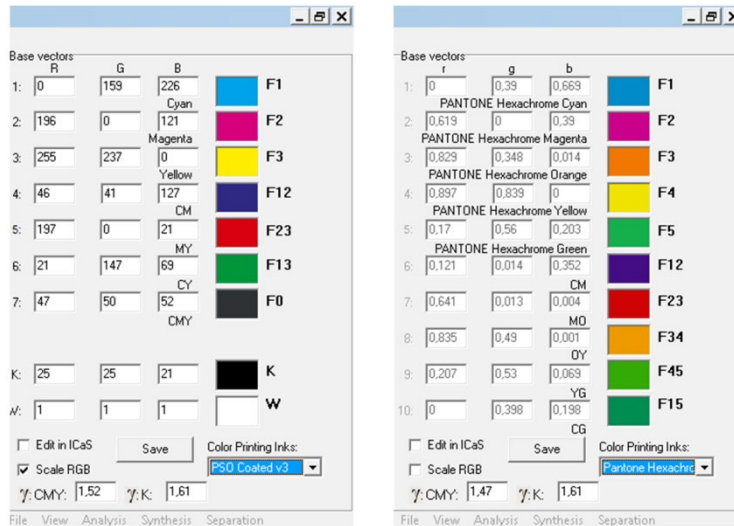 Base vectors
R G B
1: 0 159 226 F1
Cyan
2: 196 0 121 F2
Magenta
3: 255 237 0 F3
Yellow
4: 46 41 127 F12
CM
5: 197 0 21 F23
MY
6: 21 147 69 F13
CY
7: 47 50 52 F0
CMY
K: 25 25 21 K
W: 1 1 1 W
Edit in ICaS Save Color Printing Inks:
Scale RGB PSO Coated v3
γ: CMY: 1,52 γ: K: 1,61
File View Analysis Synthesis Separation
Base vectors
r g b
1: 0 0,39 0,669 F1
PANTONE Hexachrome Cyan
2: 0,619 0 0,39 F2
PANTONE Hexachrome Magenta
3: 0,829 0,348 0,014 F3
PANTONE Hexachrome Orange
4: 0,897 0,839 0 F4
PANTONE Hexachrome Yellow
5: 0,17 0,56 0,203 F5
PANTONE Hexachrome Green
6: 0,121 0,014 0,352 F12
CM
7: 0,641 0,013 0,004 F23
MO
8: 0,835 0,49 0,001 F34
OY
9: 0,207 0,53 0,069 F45
YG
10: 0 0,398 0,198 F15
CG
Edit in ICaS Save Color Printing Inks:
Scale RGB Pantone Hexachrc
γ: CMY: 1,47 γ: K: 1,61
File View Analysis Synthesis Separation